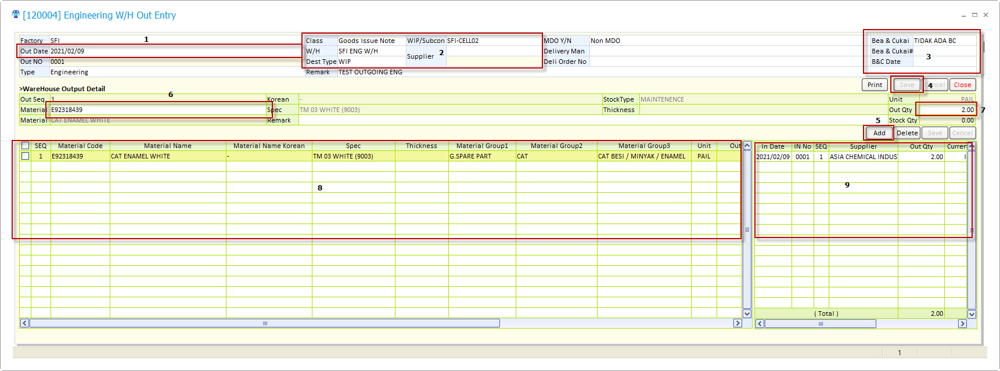 [120004] Engineering W/H Out Entry
Factory SFI 1 Class Goods Issue Note WIP/Subcon SFI-CELL02 MDO Y/N Non MDO Bea & Cukai TIDAK ADA BC
Out Date 2021/02/09 W/H SFI ENG W/H Supplier 2 Delivery Man Bea & Cukai# 3
Out NO 0001 Dest Type WIP Deli Order No B&C Date
Type Engineering Remark TEST OUTGOING ENG
Print Save 4 Close
>WareHouse Output Detail 6
Out Seq 1 Korean - StockType MAINTENENCE Unit PAIL
Material E92318439 Spec TM 03 WHITE (9003) Thickness Out Qty 2.00 7
Material CAT ENAMEL WHITE Remark 5 Stock Qty 0.00
Add Delete Save Cancel
SEQ Material Code Material Name Material Name Korean Spec Thickness Material Group1 Material Group2 Material Group3 Unit Out
1 E92318439 CAT ENAMEL WHITE - TM 03 WHITE (9003) G.SPARE PART CAT CAT BESI / MINYAK / ENAMEL PAIL
8
In Date IN No SEQ Supplier Out Qty Curren
2021/02/09 0001 1 ASIA CHEMICAL INDUS 2.00 I
9
( Total ) 2.00
1